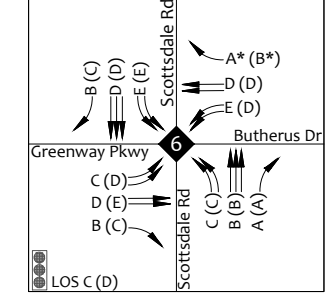 Scottsdale Rd
A* (B*)
B (C)
D (D)
E (E)
D (D)
E (D)
Butherus Dr
6
Greenway Pkwy
C (D)
D (E)
B (C)
C (C)
B (B)
A (A)
Scottsdale Rd
LOS C (D)